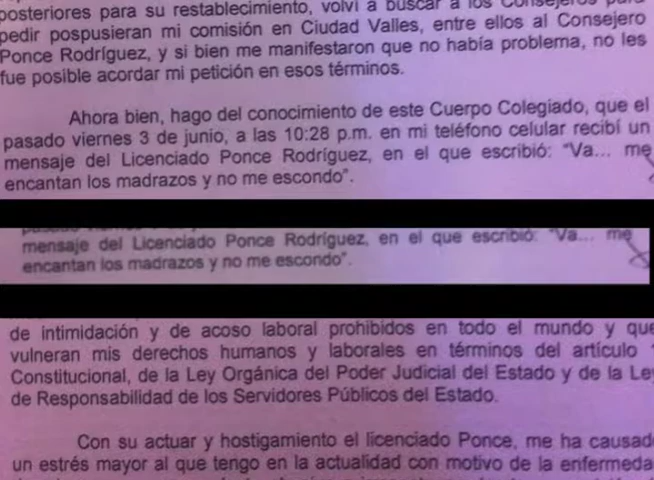 posteriores para su restablecimiento, volví a buscar a los Consejeros para
pedir pospusieran mi comisión en Ciudad Valles, entre ellos al Consejero
Ponce Rodríguez, y si bien me manifestaron que no había problema, no les
fue posible acordar mi petición en esos términos.
Ahora bien, hago del conocimiento de este Cuerpo Colegiado, que el
pasado viernes 3 de junio, a las 10:28 p.m. en mi teléfono celular recibí un
mensaje del Licenciado Ponce Rodríguez, en el que escribió: “Va... me
encantan los madrazos y no me escondo”.
mensaje del Licenciado Ponce Rodríguez, en el que escribió: “Va... me
encantan los madrazos y no me escondo”.
de intimidación y de acoso laboral prohibidos en todo el mundo y que
vulneran mis derechos humanos y laborales en términos del artículo
Constitucional, de la Ley Orgánica del Poder Judicial del Estado y de la Ley
de Responsabilidad de los Servidores Públicos del Estado.
Con su actuar y hostigamiento el licenciado Ponce, me ha causad
un estrés mayor al que tengo en la actualidad con motivo de la enfermeda